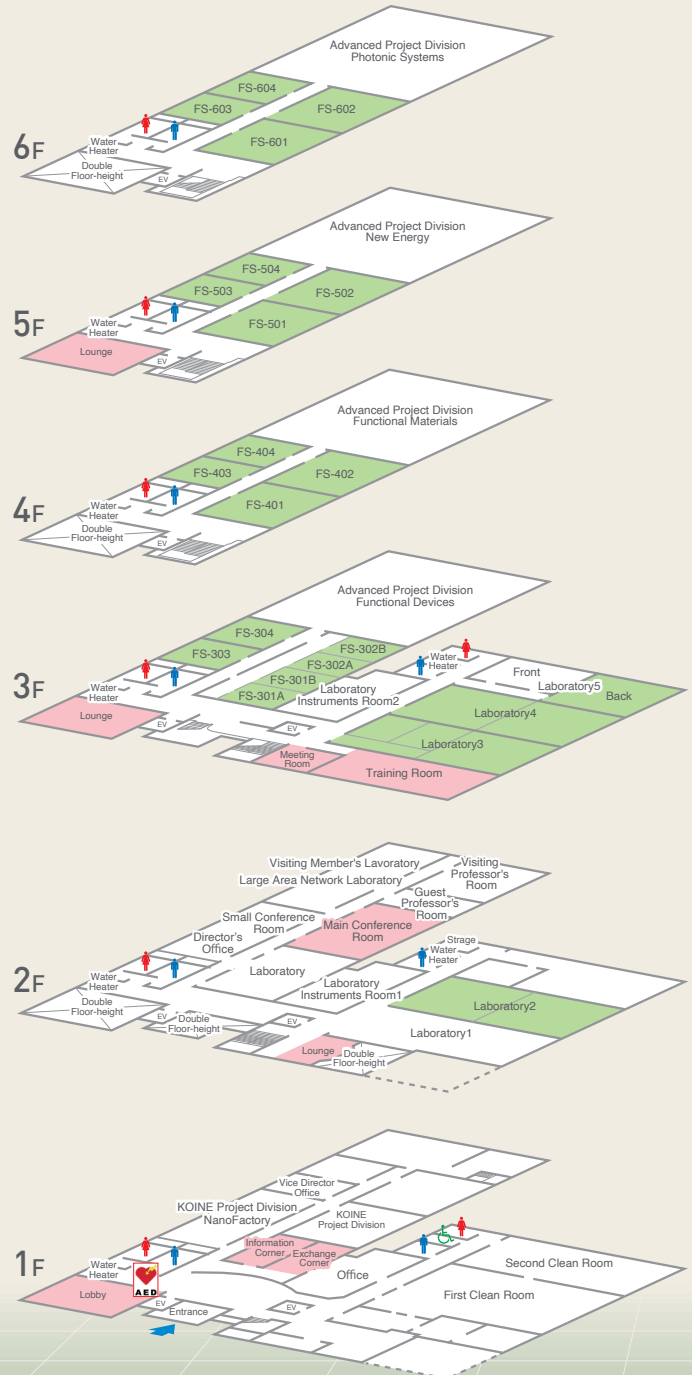 6F
Advanced Project Division
Photonic Systems
FS-604
FS-603
FS-602
FS-601
Water
Heater
Double
Floor-height
EV
5F
Advanced Project Division
New Energy
FS-504
FS-503
FS-502
FS-501
Water
Heater
Lounge
EV
4F
Advanced Project Division
Functional Materials
FS-404
FS-403
FS-402
FS-401
Water
Heater
Double
Floor-height
EV
3F
Advanced Project Division
Functional Devices
FS-304
FS-303
FS-302B
FS-302A
FS-301B
FS-301A
Laboratory
Instruments Room2
Water
Heater
Front
Laboratory5
Back
Laboratory4
Laboratory3
Water
Heater
Lounge
EV
EV
Meeting
Room
Training Room
2F
Visiting Member's Lavoratory
Large Area Network Laboratory
Visiting
Professor's
Room
Guest
Professor's
Room
Small Conference
Room
Main Conference
Room
Director's
Office
Strage
Water
Heater
Laboratory
Laboratory
Instruments Room1
Water
Heater
Double
Floor-height
EV
Double
Floor-height
EV
Laboratory2
Laboratory1
Lounge
Double
Floor-height
1F
Vice Director
Office
KOINE Project Division
NanoFactory
KOINE
Project Division
Information
Corner
Exchange
Corner
Office
Second Clean Room
First Clean Room
Water
Heater
AED
Lobby
EV
Entrance
EV